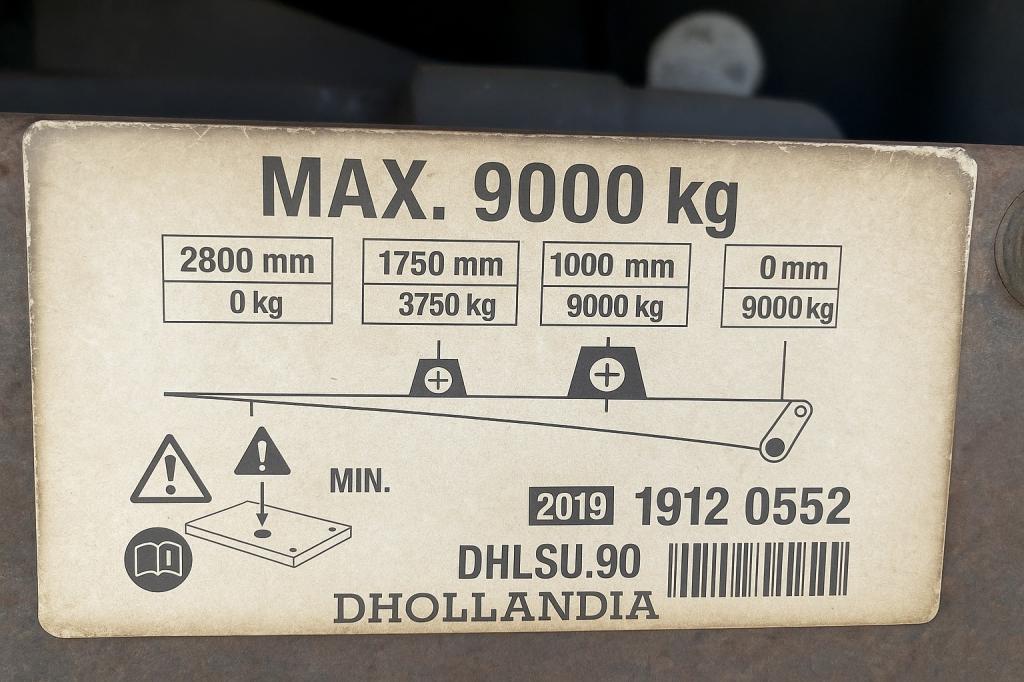 MAX. 9000 kg
2800 mm 1750 mm 1000 mm 0 mm
0 kg 3750 kg 9000 kg 9000 kg
MIN.
2019 1912 0552
DHLSU.90
DHOLLANDIA